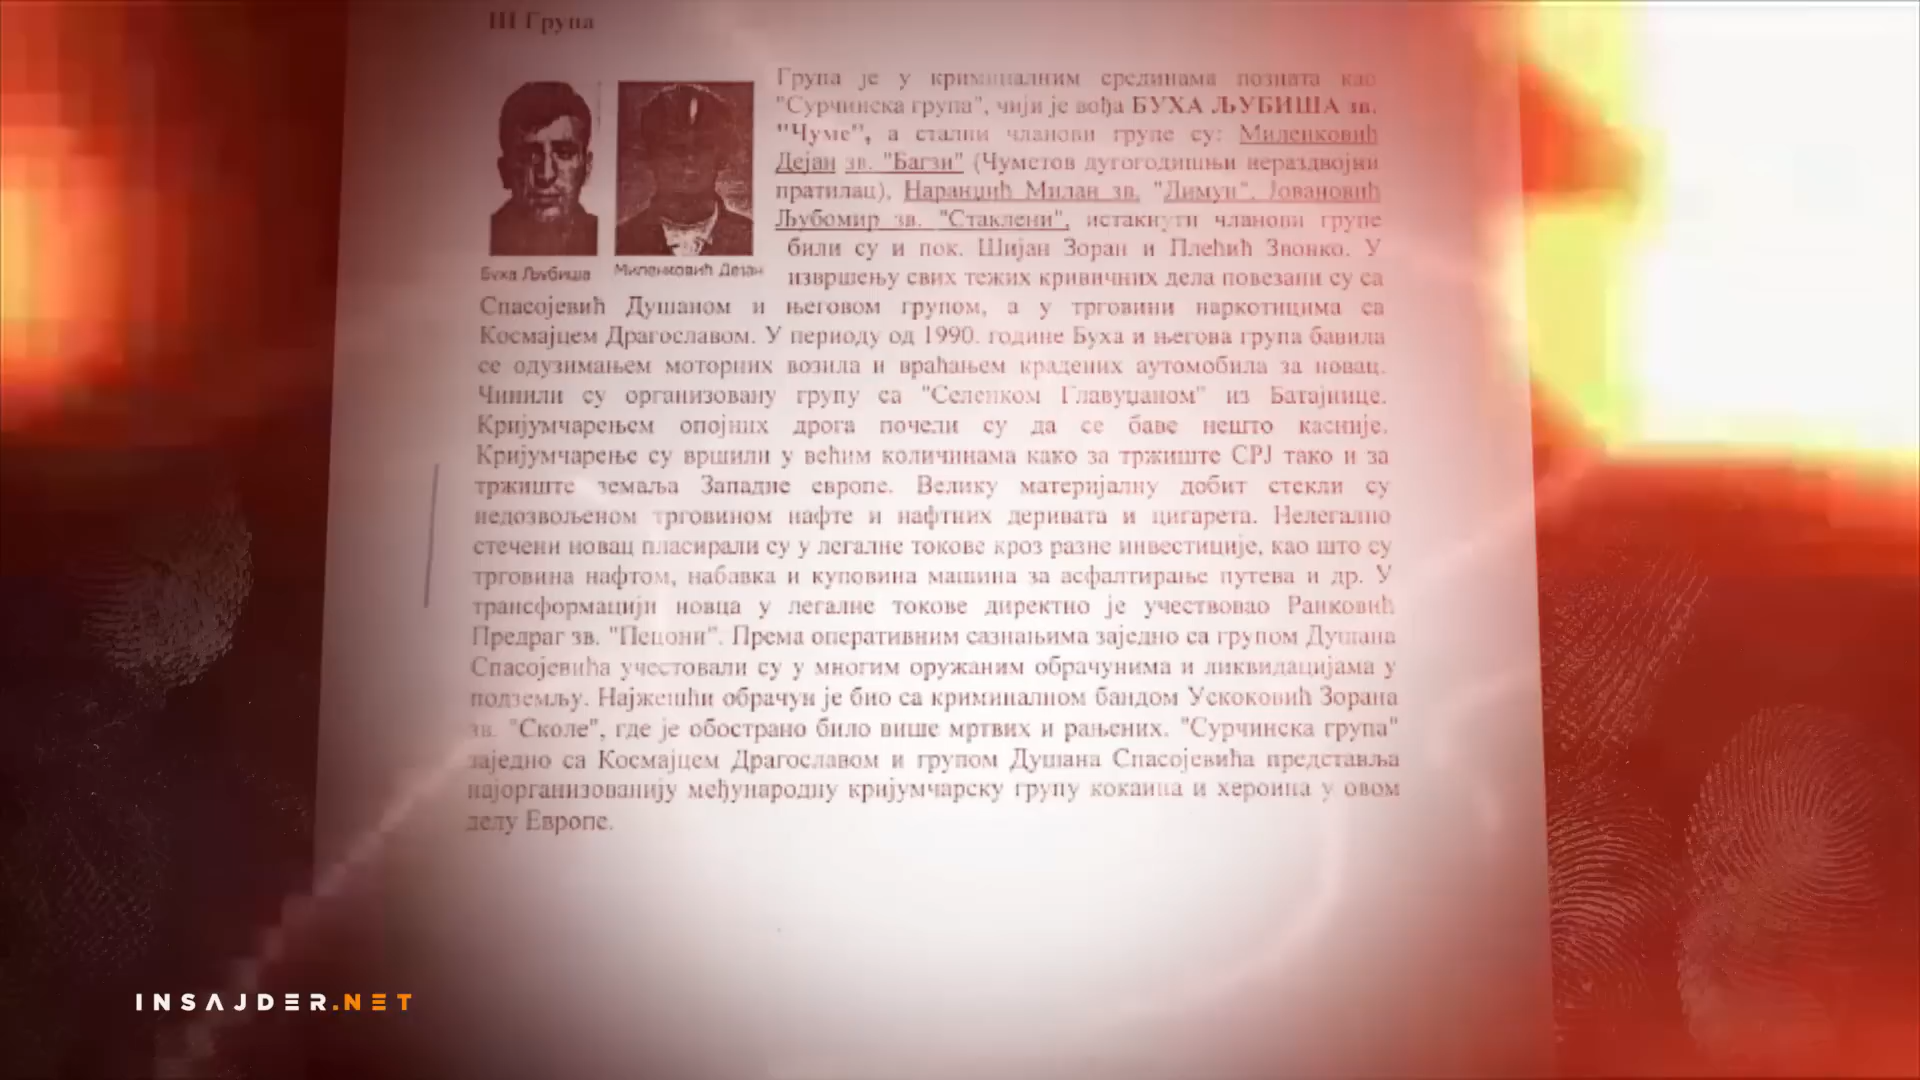 III Група
Група је у криминалним срединама позната као
"Сурчинска група", чији је вођа БУХА ЉУБИША зв.
"Чуме", а стални чланови групе су: Миленковић
Дејан зв. "Багзи" (Чуметов дугогодишњи нераздвојни
пратилац), Наранџић Милан зв. "Лимун", Јовановић
Љубомир зв. "Стаклени", истакнути чланови групе
били су и пок. Шијан Зоран и Плећић Звонко. У
извршењу свих тежих кривичних дела повезани су са
Буха Љубиша Миленковић Дејан
Спасојевић Душаном и његовом групом, а у трговини наркотицима са
Космајцем Драгославом. У периоду од 1990. године Буха и његова група бавила
се одузимањем моторних возила и враћањем крадених аутомобила за новац.
Чинили су организовану групу са "Селенком Главуџаном" из Батајнице.
Кријумчарењем опојних дрога почели су да се баве нешто касније.
Кријумчарење су вршили у већим количинама како за тржиште СРЈ тако и за
тржиште земаља Западне европе. Велику материјалну добит стекли су
недозвољеном трговином нафте и нафтних деривата и цигарета. Нелегално
стечени новац пласирали су у легалне токове кроз разне инвестиције, као што су
трговина нафтом, набавка и куповина машина за асфалтирање путева и др. У
трансформацији новца у легалне токове директно је учествовао Ранковић
Предраг зв. "Пецони". Према оперативним сазнањима заједно са групом Душана
Спасојевића учестовали су у многим оружаним обрачунима и ликвидацијама у
подземљу. Најжешћи обрачун је био са криминалном бандом Ускоковић Зорана
зв. "Сколе", где је обострано било више мртвих и рањених. "Сурчинска група"
заједно са Космајцем Драгославом и групом Душана Спасојевића представља
најорганизованију међународну кријумчарску групу кокаина и хероина у овом
делу Европе.
INSAJDER.NET